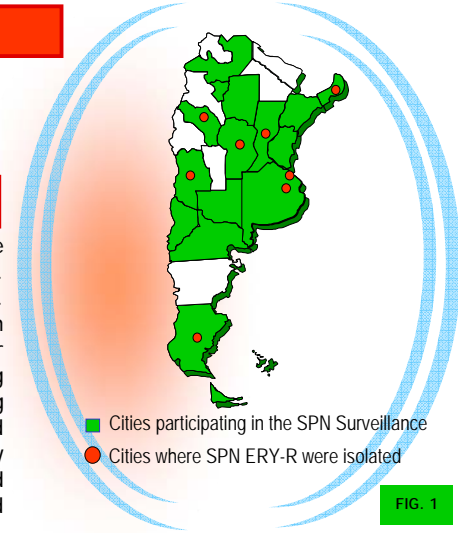 Cities participating in the SPN Surveillance
Cities where SPN ERY-R were isolated
FIG. 1